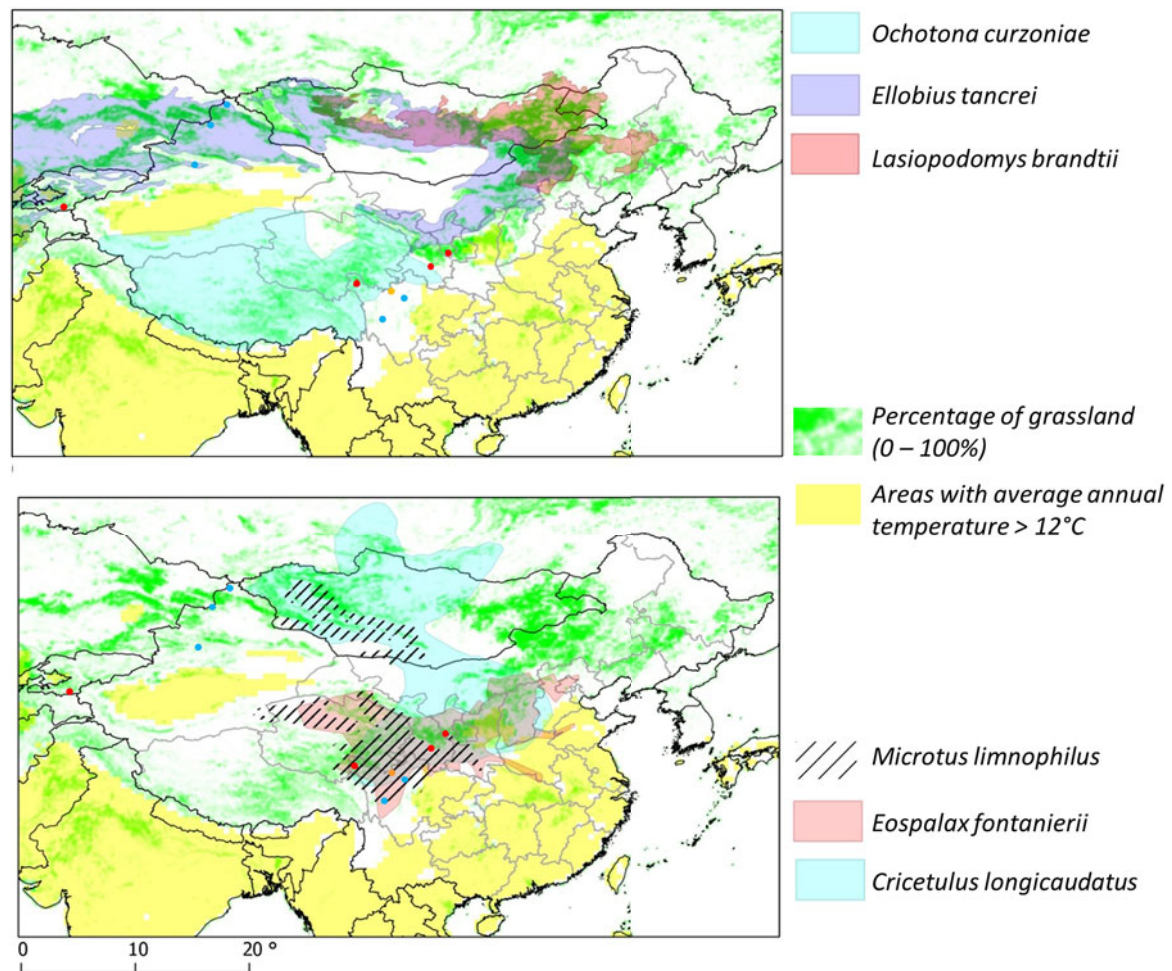 Ochotona curzoniae
Ellobius tancrei
Lasiopodomys brandtii
Percentage of grassland
(0 – 100%)
Areas with average annual
temperature > 12°C
Microtus limnophilus
Eospalax fontanierii
Cricetulus longicaudatus
0 10 20 °